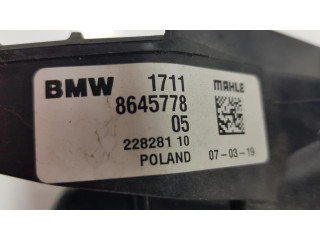 BMW 1711 MAHLE
8645778
05
228281 10
POLAND 07-03-19